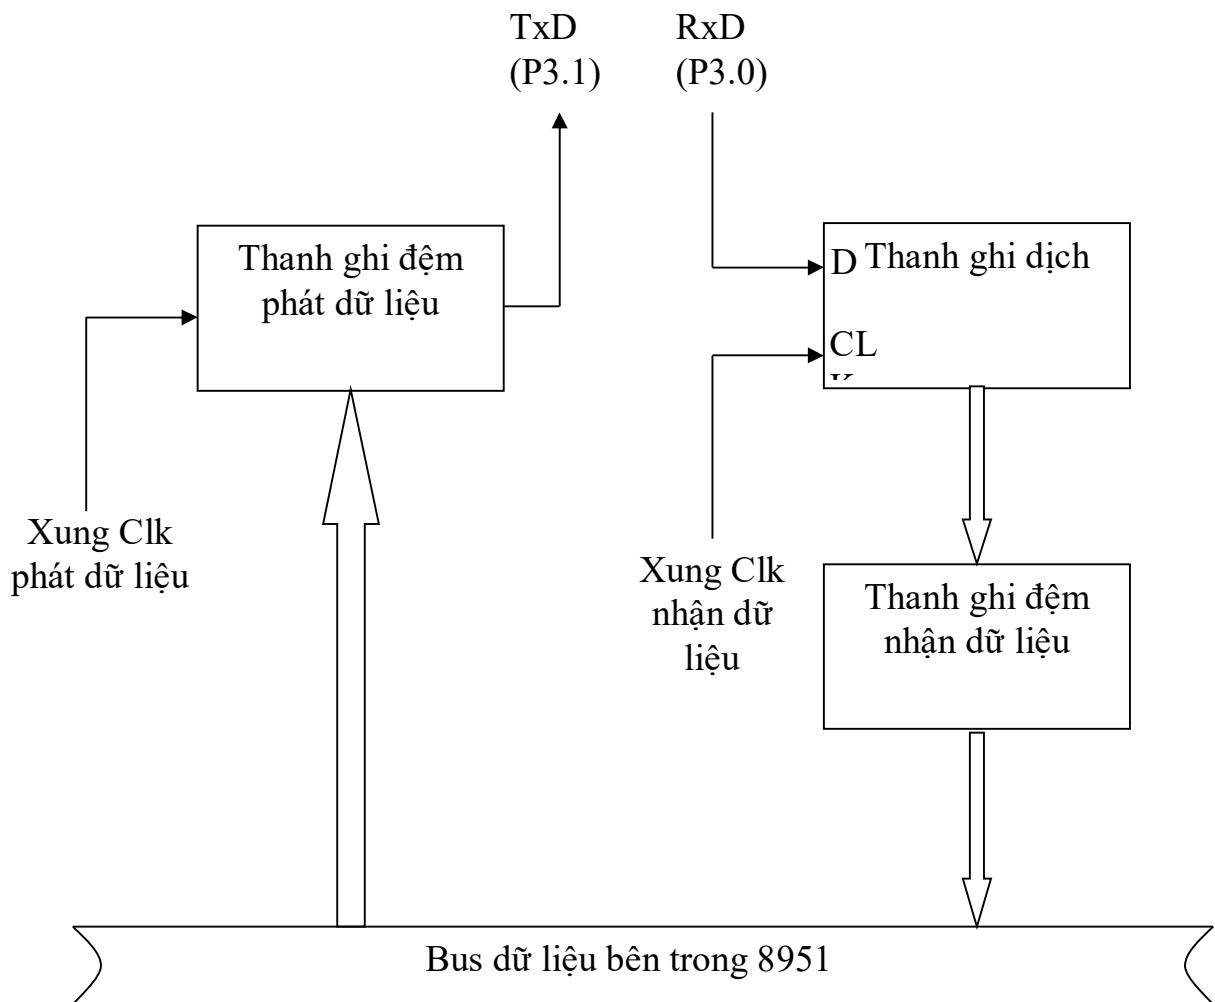 TxD
(P3.1)
RxD
(P3.0)
Thanh ghi đệm
phát dữ liệu
D
Thanh ghi dịch
CL
Xung Clk
phát dữ liệu
Xung Clk
nhận dữ
liệu
Thanh ghi đệm
nhận dữ liệu
Bus dữ liệu bên trong 8951